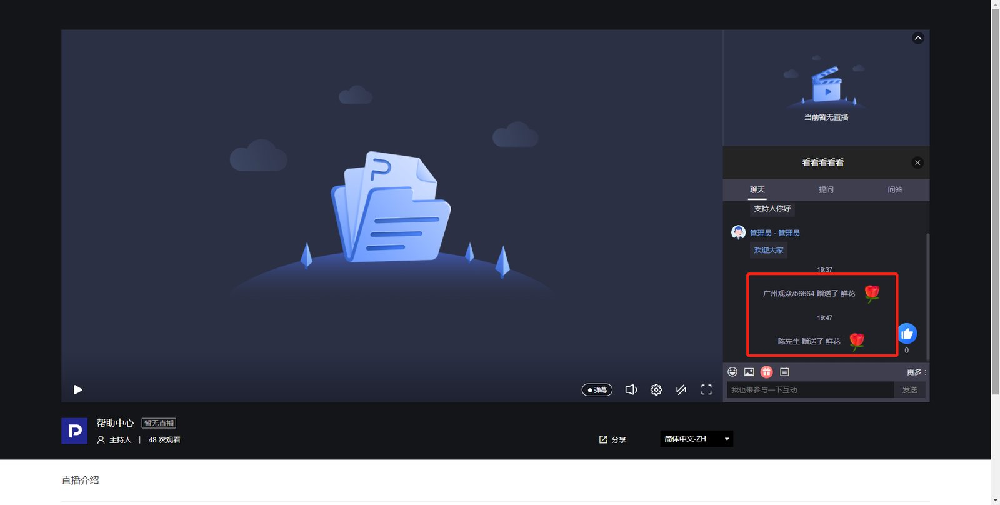 当前暂无直播
看看看看看
聊天 提问 问答
支持人你好
管理员 - 管理员
欢迎大家
19:37
广州观众/56664 赠送了 鲜花
19:47
陈先生 赠送了 鲜花
0
弹幕
更多
我也来参与一下互动 发送
帮助中心 暂无直播
主持人 48 次观看
分享
简体中文-ZH
直播介绍